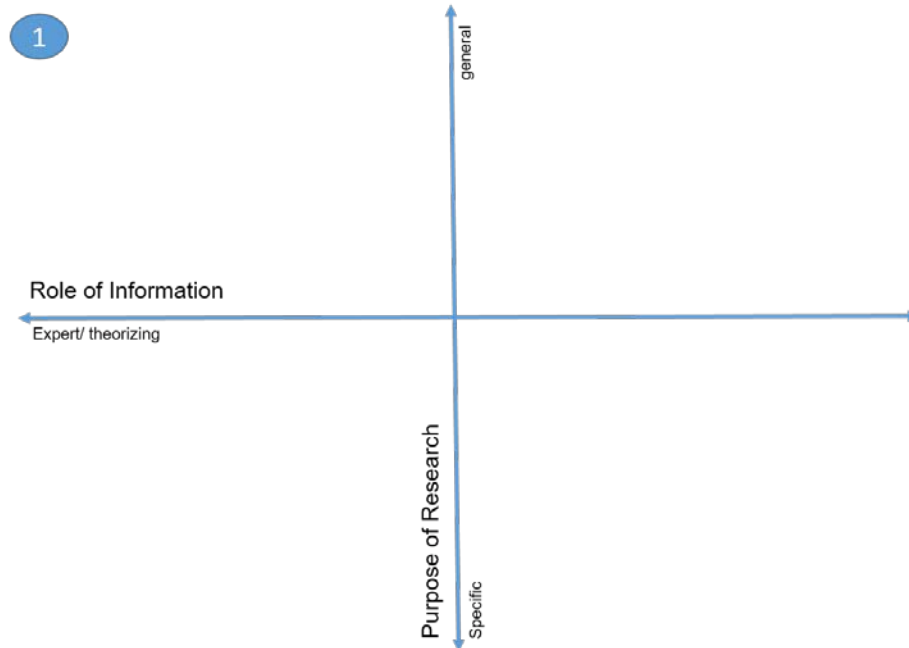 1
general
Role of Information
Expert/ theorizing
Purpose of Research
Specific